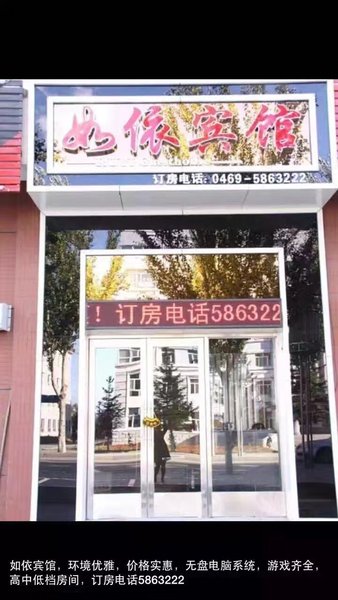 如依宾馆
订房电话: 0469-5863222
！订房电话586322
如依宾馆，环境优雅，价格实惠，无盘电脑系统，游戏齐全，
高中低档房间，订房电话5863222